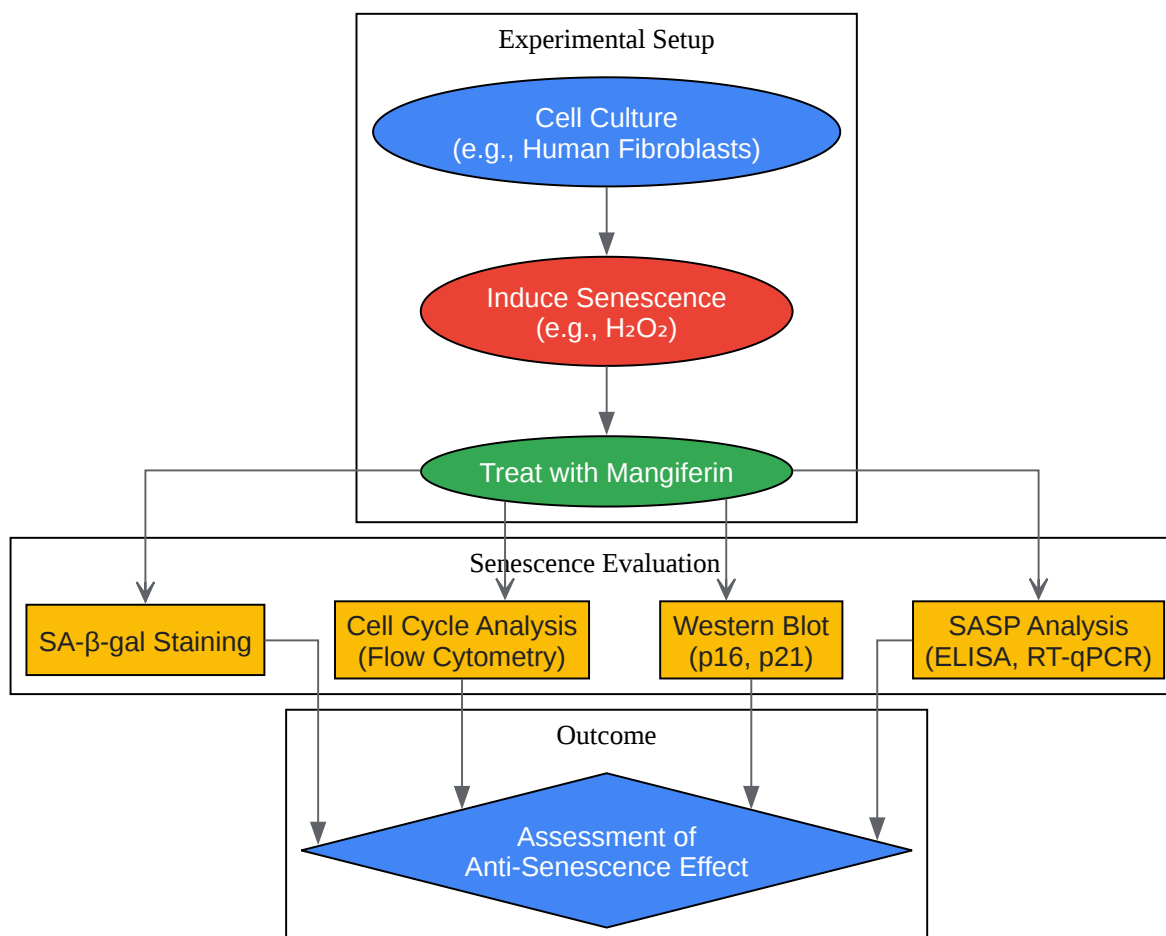 Experimental Setup
Cell Culture
(e.g., Human Fibroblasts)
Induce Senescence
(e.g., H₂O₂)
Treat with Mangiferin
Senescence Evaluation
SA-β-gal Staining
Cell Cycle Analysis
(Flow Cytometry)
Western Blot
(p16, p21)
SASP Analysis
(ELISA, RT-qPCR)
Outcome
Assessment of
Anti-Senescence Effect